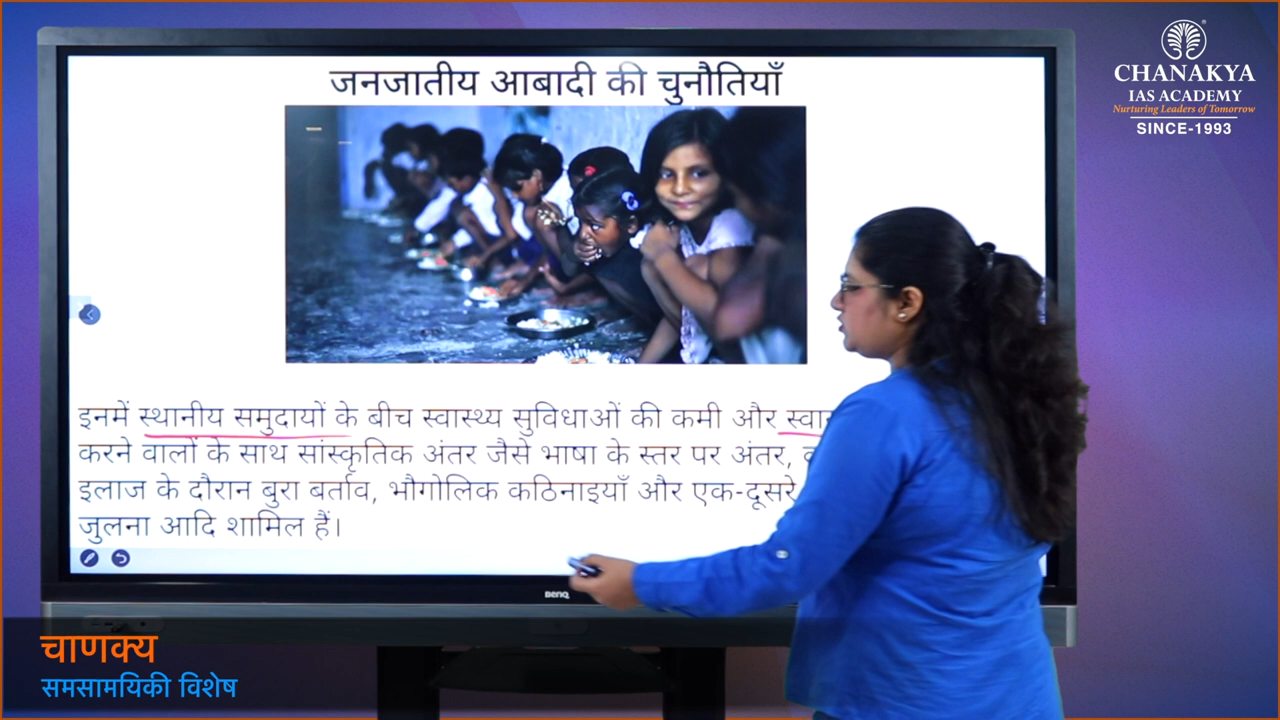 जनजातीय आबादी की चुनौतियाँ
इनमें स्थानीय समुदायों के बीच स्वास्थ्य सुविधाओं की कमी और
करने वालों के साथ सांस्कृतिक अंतर जैसे भाषा के स्तर पर अंतर,
इलाज के दौरान बुरा बर्ताव, भौगोलिक कठिनाइयाँ और एक-दूसरे
जुलना आदि शामिल हैं।
BenQ
CHANAKYA
IAS ACADEMY
Nurturing Leaders of Tomorrow
SINCE-1993
चाणक्य
समसामयिकी विशेष